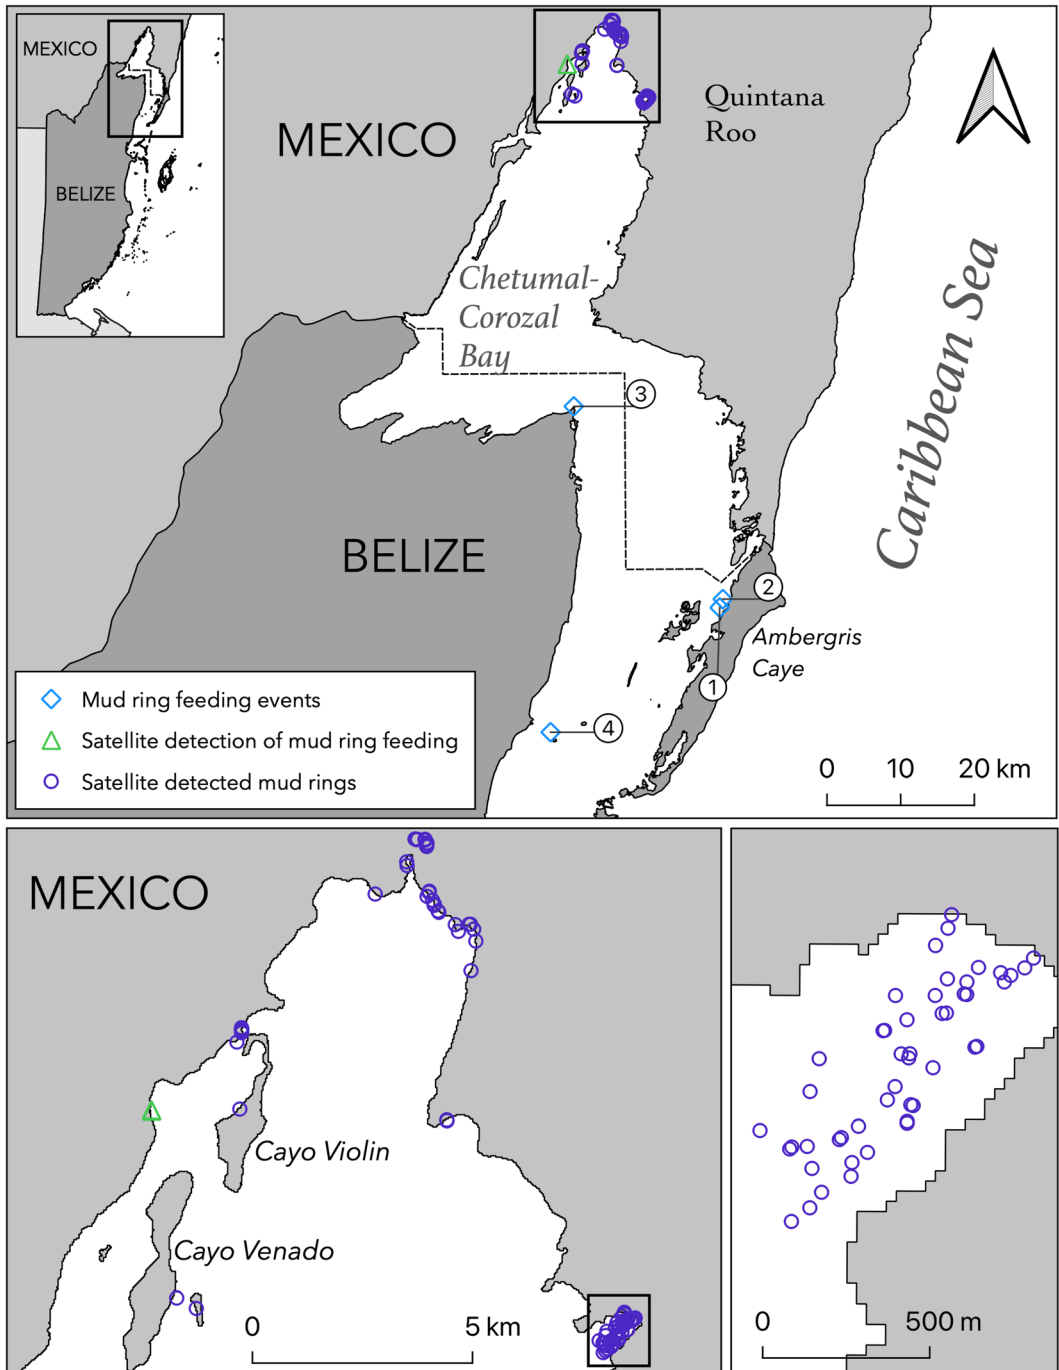 MEXICO
BELIZE
MEXICO
Quintana
Roo
Chetumal-
Corozal
Bay
Caribbean Sea
3
BELIZE
2
Ambergris
Caye
1
4
Mud ring feeding events
Satellite detection of mud ring feeding
Satellite detected mud rings
0 10 20 km
MEXICO
Cayo Violin
Cayo Venado
0 5 km
0 500 m